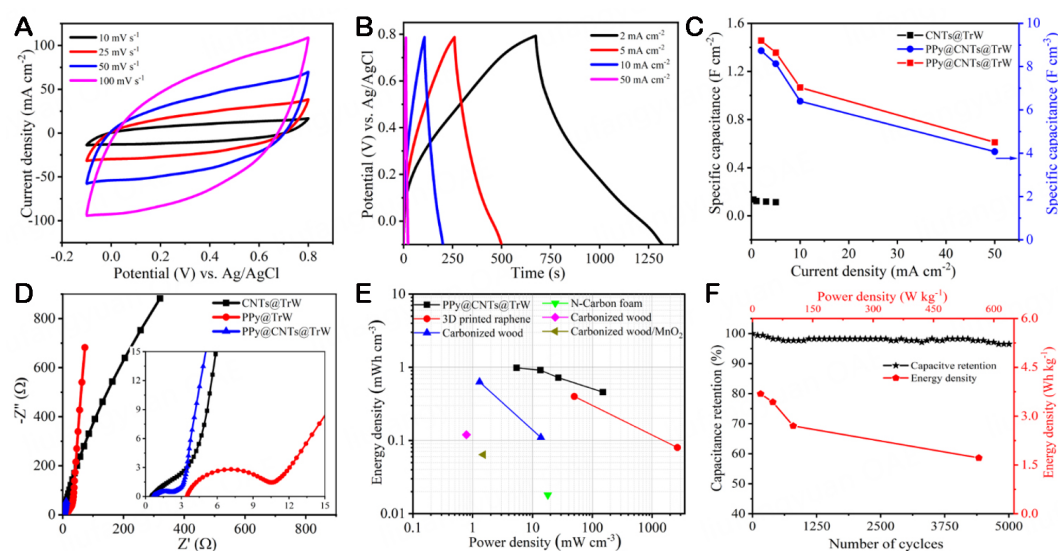 A
10 mV s⁻¹
25 mV s⁻¹
50 mV s⁻¹
100 mV s⁻¹
Current density (mA cm⁻²)
100
50
0
-50
-100
-0.2 0.0 0.2 0.4 0.6 0.8
Potential (V) vs. Ag/AgCl
B
2 mA cm⁻²
5 mA cm⁻²
10 mA cm⁻²
50 mA cm⁻²
Potential (V) vs. Ag/AgCl
0.8
0.6
0.4
0.2
0.0
0 250 500 750 1000 1250
Time (s)
C
CNTs@TrW
PPy@CNTs@TrW
PPy@CNTs@TrW
Specific capacitance (F cm⁻²)
1.6
1.2
0.8
0.4
0.0
0 10 20 30 40 50
Current density (mA cm⁻²)
10
8
6
4
2
0
Specific capacitance (F cm⁻³)
D
CNTs@TrW
PPy@TrW
PPy@CNTs@TrW
-Z'' (Ω)
800
600
400
200
0
0 200 400 600 800
Z' (Ω)
15
12
9
6
3
0
0 3 6 9 12 15
E
PPy@CNTs@TrW
3D printed raphene
Carbonized wood
N-Carbon foam
Carbonized wood
Carbonized wood/MnO₂
Energy density (mWh cm⁻³)
10
1
0.1
0.01
0.1 1 10 100 1000
Power density (mW cm⁻³)
F
Power density (W kg⁻¹)
0 150 300 450 600
Capacitance retention (%)
100
90
80
70
60
50
40
Capacitve retention
Energy density
6.0
4.5
3.0
1.5
0.0
Energy density (Wh kg⁻¹)
0 1250 2500 3750 5000
Number of cyclces